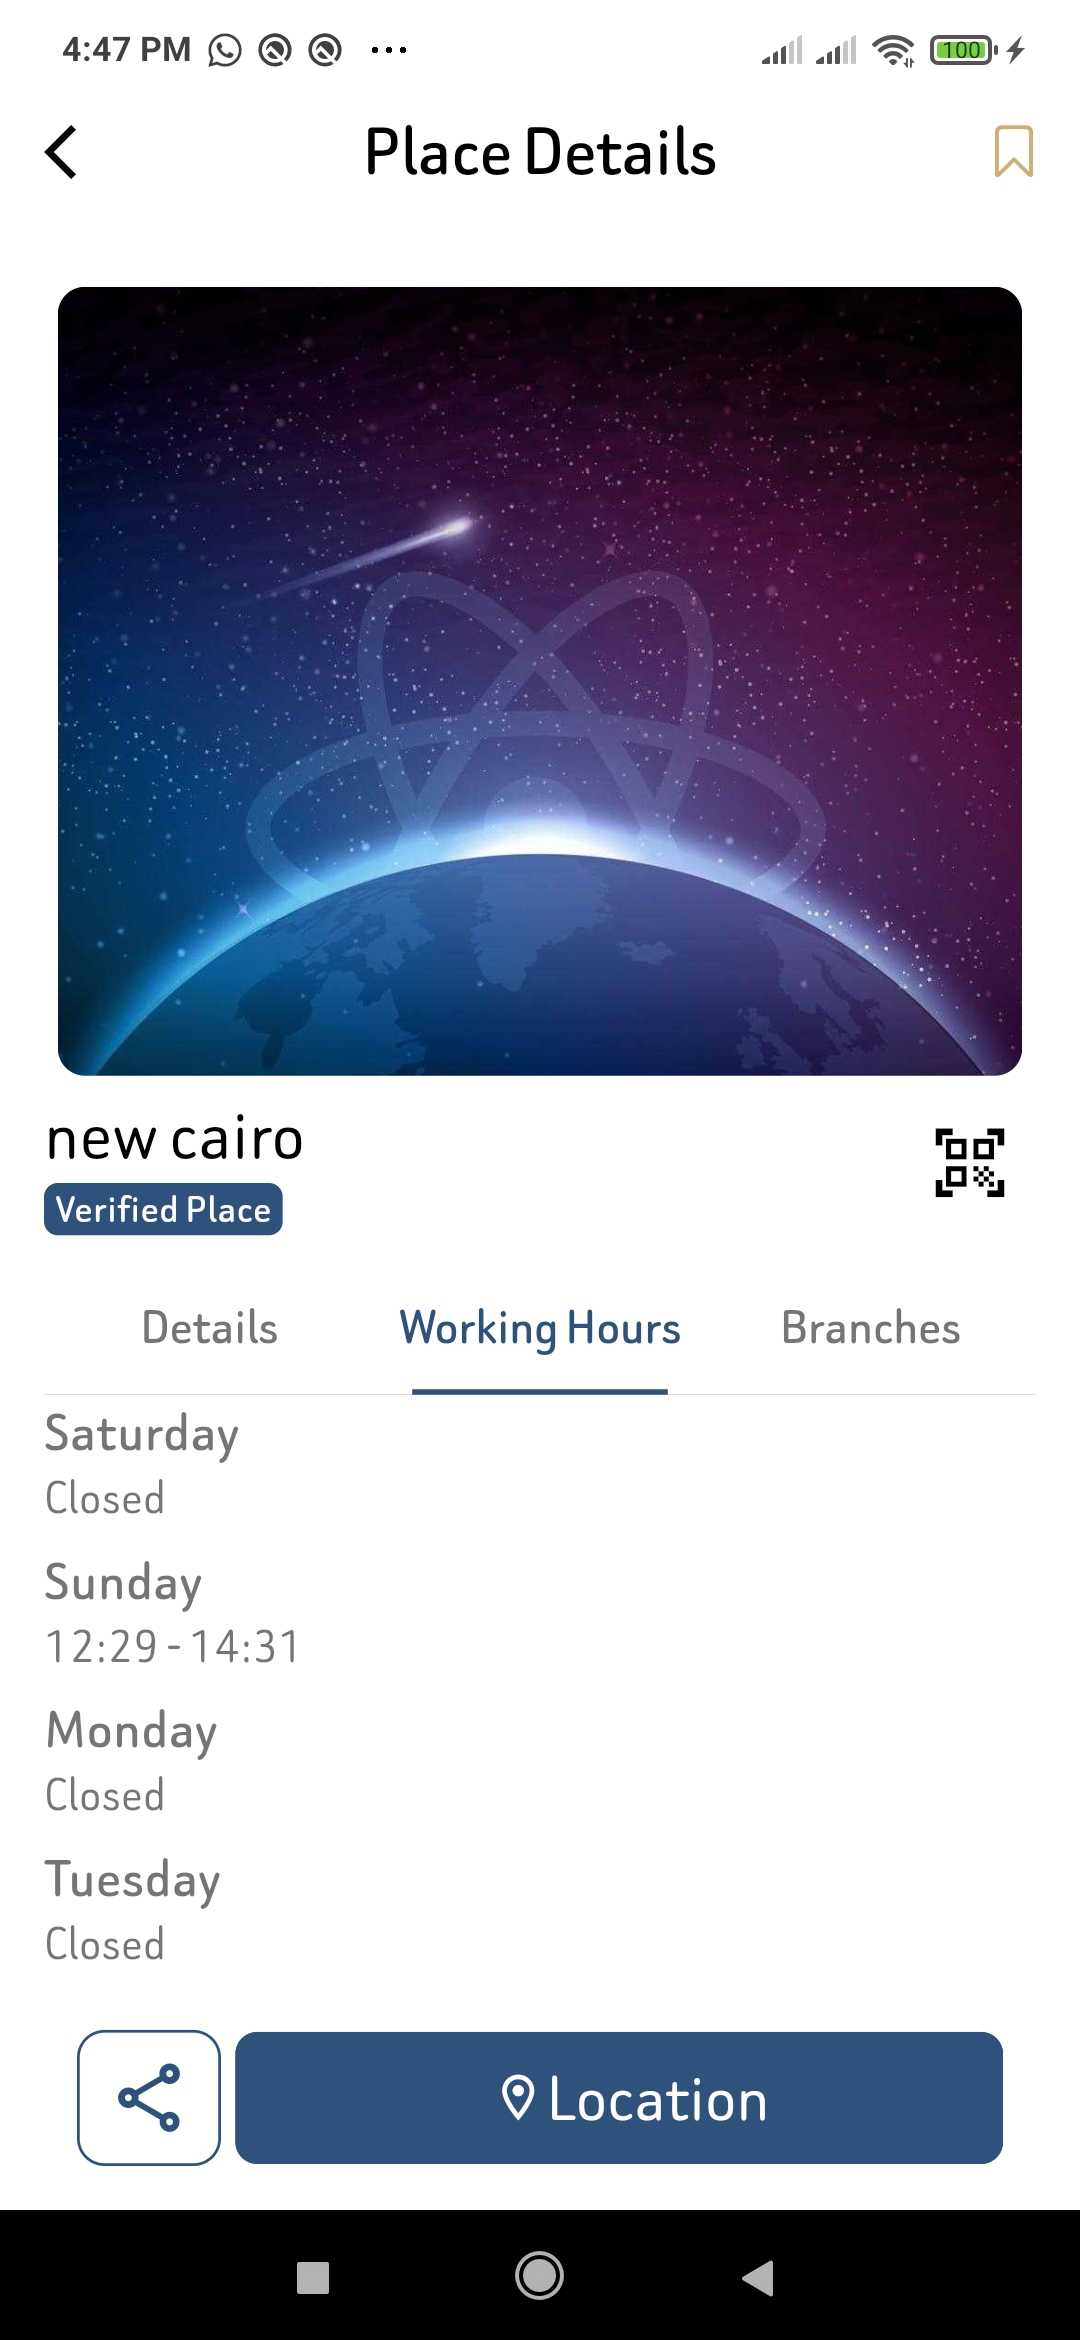 4:47 PM
100
Place Details
new cairo
Verified Place
Details
Working Hours
Branches
Saturday
Closed
Sunday
12:29 - 14:31
Monday
Closed
Tuesday
Closed
Location